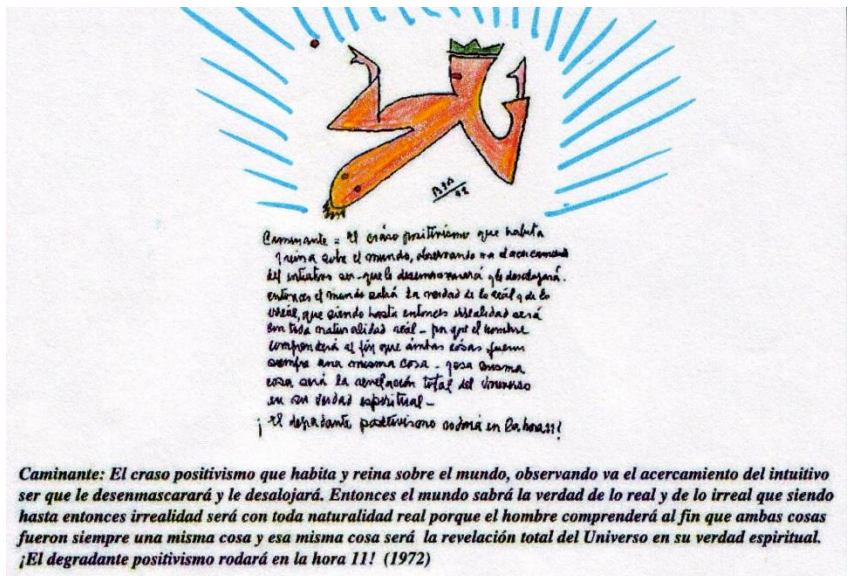 BSP
72
Caminante = El craso positivismo que habita
y reina sobre el mundo, observando va el acercamiento
del intuitivo ser que le desenmascarará y le desalojará.
entonces el mundo sabrá la verdad de lo reál y de lo
irreál, que siendo hasta entonces irrealidad será
con toda naturalidad reál - por que el hombre
comprenderá al fin que ámbas cosas fueron
siempre una misma cosa - y esa misma
cosa será la revelación total del universo
en su verdad espiritual -
¡El degradante positivismo rodará en la hora 11!
Caminante: El craso positivismo que habita y reina sobre el mundo, observando va el acercamiento del intuitivo
ser que le desenmascarará y le desalojará. Entonces el mundo sabrá la verdad de lo real y de lo irreal que siendo
hasta entonces irrealidad será con toda naturalidad real porque el hombre comprenderá al fin que ambas cosas
fueron siempre una misma cosa y esa misma cosa será la revelación total del Universo en su verdad espiritual.
¡El degradante positivismo rodará en la hora 11! (1972)